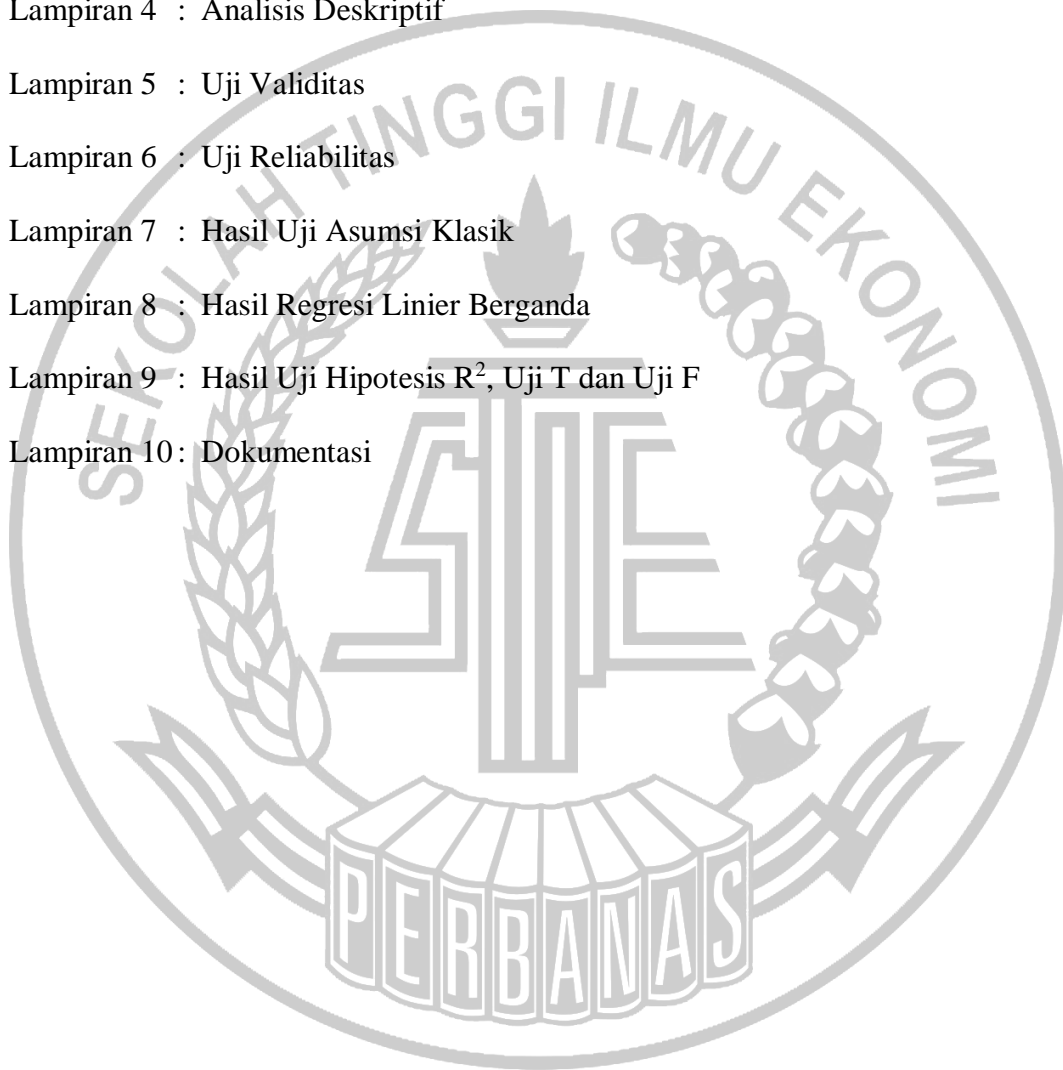 Lampiran 4 : Analisis Deskriptif
Lampiran 5 : Uji Validitas
Lampiran 6 : Uji Reliabilitas
Lampiran 7 : Hasil Uji Asumsi Klasik
Lampiran 8 : Hasil Regresi Linier Berganda
Lampiran 9 : Hasil Uji Hipotesis R², Uji T dan Uji F
Lampiran 10 : Dokumentasi
SEKOLAH TINGGI ILMU EKONOMI
STIE
PERBANAS